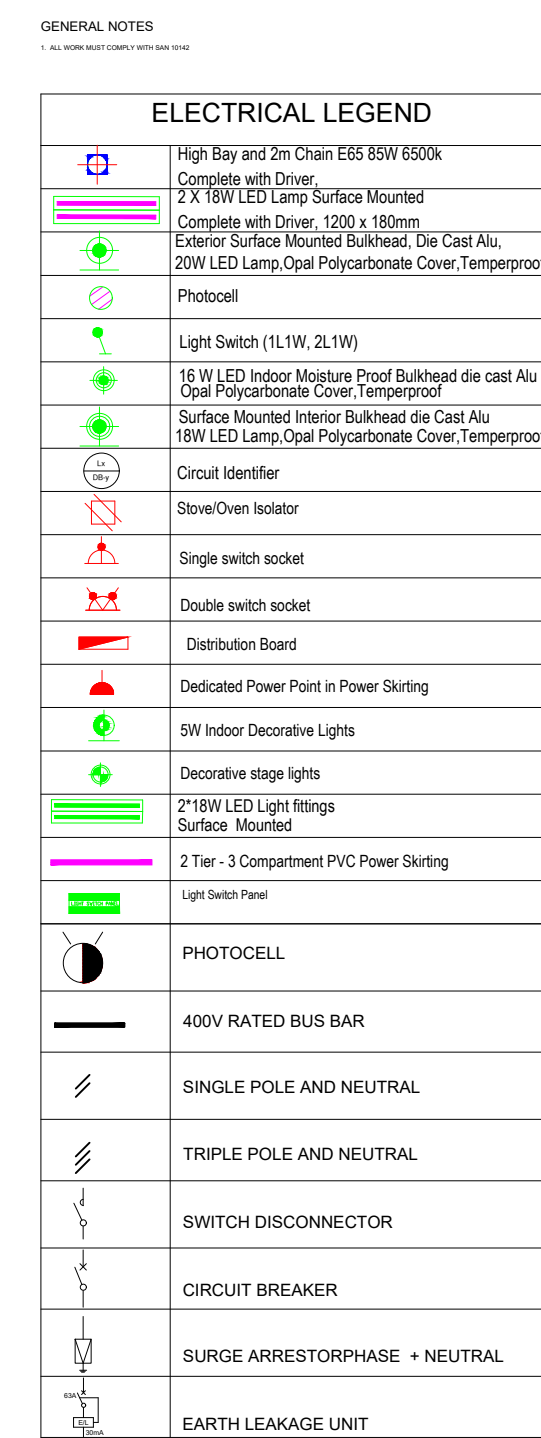 GENERAL NOTES
1. ALL WORK MUST COMPLY WITH SAN 10142
ELECTRICAL LEGEND
High Bay and 2m Chain E65 85W 6500k
Complete with Driver,
2 X 18W LED Lamp Surface Mounted
Complete with Driver, 1200 x 180mm
Exterior Surface Mounted Bulkhead, Die Cast Alu,
20W LED Lamp,Opal Polycarbonate Cover,Temperproof
Photocell
Light Switch (1L1W, 2L1W)
16 W LED Indoor Moisture Proof Bulkhead die cast Alu
Opal Polycarbonate Cover,Temperproof
Surface Mounted Interior Bulkhead die Cast Alu
18W LED Lamp,Opal Polycarbonate Cover,Temperproof
Lx
DB-y
Circuit Identifier
Stove/Oven Isolator
Single switch socket
Double switch socket
Distribution Board
Dedicated Power Point in Power Skirting
5W Indoor Decorative Lights
Decorative stage lights
2*18W LED Light fittings
Surface Mounted
2 Tier - 3 Compartment PVC Power Skirting
LIGHT SWITCH PANEL
Light Switch Panel
PHOTOCELL
400V RATED BUS BAR
SINGLE POLE AND NEUTRAL
TRIPLE POLE AND NEUTRAL
SWITCH DISCONNECTOR
CIRCUIT BREAKER
SURGE ARRESTORPHASE + NEUTRAL
63A
E/L
30mA
EARTH LEAKAGE UNIT